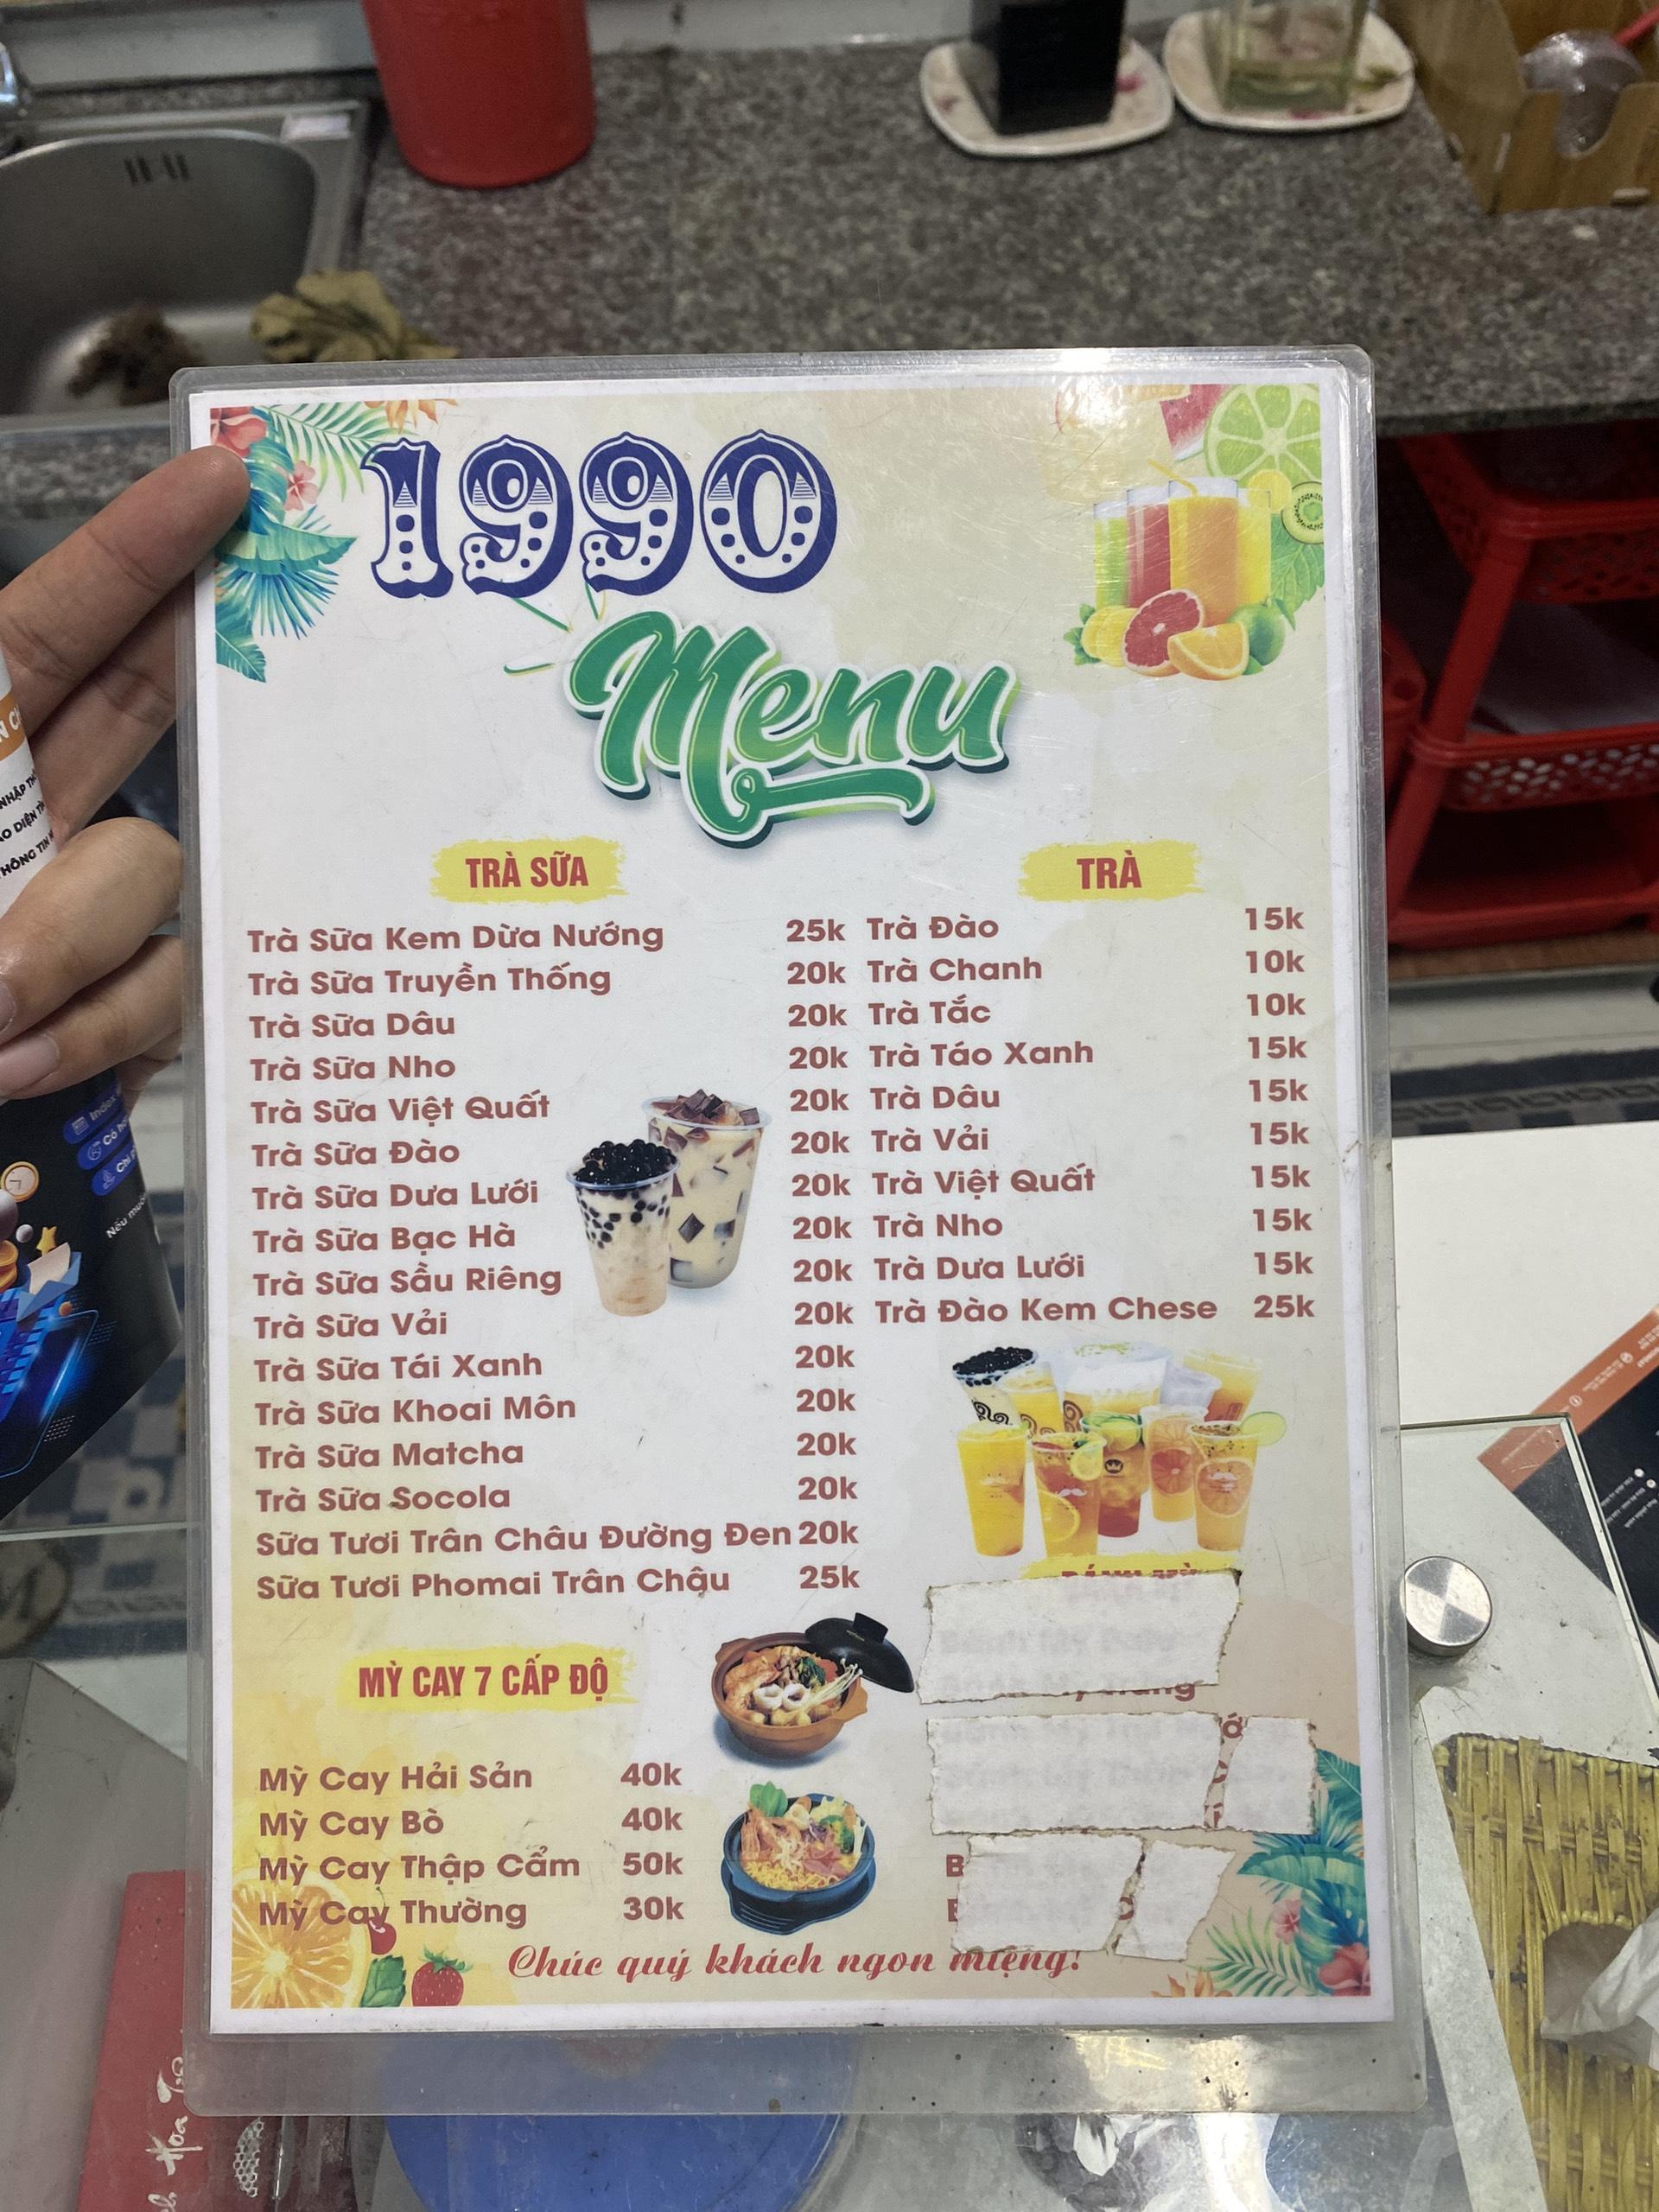 1990
Menu
TRÀ SỮA
Trà Sữa Kem Dừa Nướng 25k
Trà Sữa Truyền Thống 20k
Trà Sữa Dâu 20k
Trà Sữa Nho 20k
Trà Sữa Việt Quất 20k
Trà Sữa Đào 20k
Trà Sữa Dưa Lưới 20k
Trà Sữa Bạc Hà 20k
Trà Sữa Sầu Riêng 20k
Trà Sữa Vải 20k
Trà Sữa Tái Xanh 20k
Trà Sữa Khoai Môn 20k
Trà Sữa Matcha 20k
Trà Sữa Socola 20k
Sữa Tươi Trân Châu Đường Đen 20k
Sữa Tươi Phomai Trân Chậu 25k
TRÀ
Trà Đào 15k
Trà Chanh 10k
Trà Tắc 10k
Trà Táo Xanh 15k
Trà Dâu 15k
Trà Vải 15k
Trà Việt Quất 15k
Trà Nho 15k
Trà Dưa Lưới 15k
Trà Đào Kem Chese 25k
MỲ CAY 7 CẤP ĐỘ
Mỳ Cay Hải Sản 40k
Mỳ Cay Bò 40k
Mỳ Cay Thập Cẩm 50k
Mỳ Cay Thường 30k
Chúc quý khách ngon miệng!